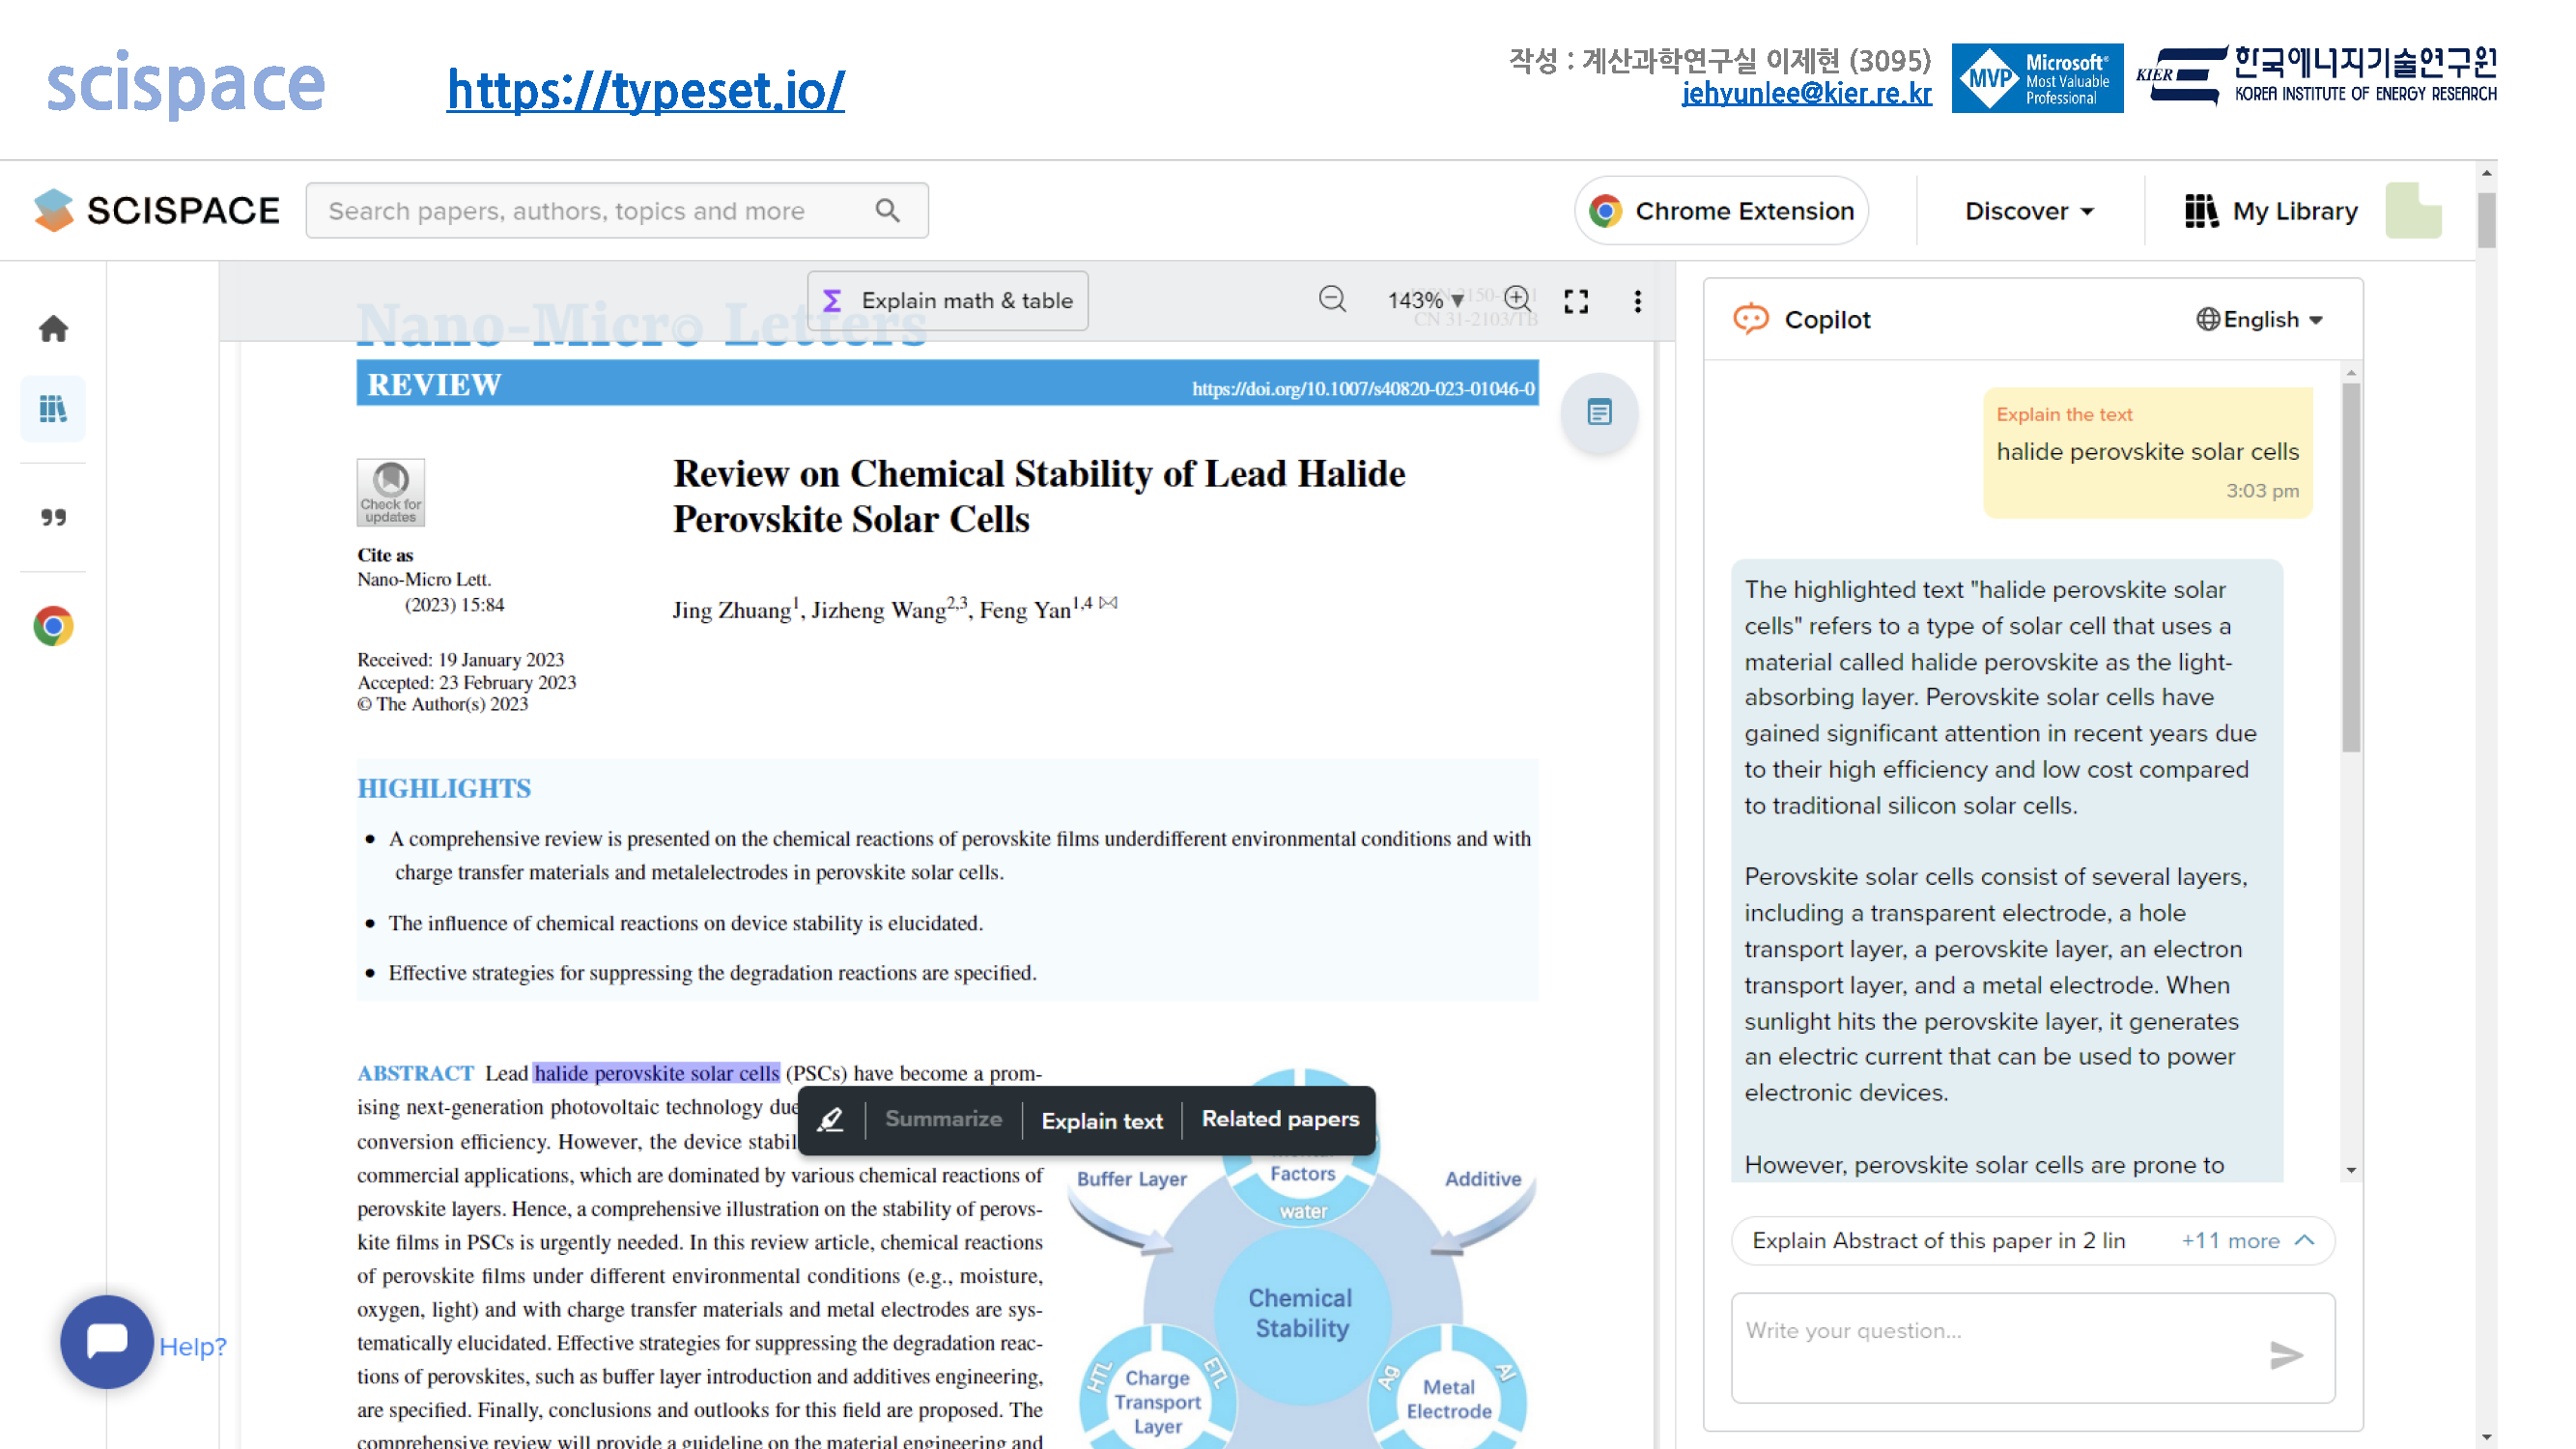 scispace
https://typeset.io/
작성 : 계산과학연구실 이제현 (3095)
jehyunlee@kier.re.kr
MVP
Microsoft®
Most Valuable
Professional
KIER
한국에너지기술연구원
KOREA INSTITUTE OF ENERGY RESEARCH
SCISPACE
Search papers, authors, topics and more
Chrome Extension
Discover
My Library
Explain math & table
143%
CN 31-2103/TB
Nano-Micro Letters
REVIEW
https://doi.org/10.1007/s40820-023-01046-0
Check for
updates
Cite as
Nano-Micro Lett.
(2023) 15:84
Received: 19 January 2023
Accepted: 23 February 2023
© The Author(s) 2023
Review on Chemical Stability of Lead Halide
Perovskite Solar Cells
Jing Zhuang1, Jizheng Wang2,3, Feng Yan1,4 ✉
HIGHLIGHTS
• A comprehensive review is presented on the chemical reactions of perovskite films underdifferent environmental conditions and with
charge transfer materials and metalelectrodes in perovskite solar cells.
• The influence of chemical reactions on device stability is elucidated.
• Effective strategies for suppressing the degradation reactions are specified.
ABSTRACT Lead halide perovskite solar cells (PSCs) have become a prom-
ising next-generation photovoltaic technology due
conversion efficiency. However, the device stabil
commercial applications, which are dominated by various chemical reactions of
perovskite layers. Hence, a comprehensive illustration on the stability of perovs-
kite films in PSCs is urgently needed. In this review article, chemical reactions
of perovskite films under different environmental conditions (e.g., moisture,
oxygen, light) and with charge transfer materials and metal electrodes are sys-
tematically elucidated. Effective strategies for suppressing the degradation reac-
tions of perovskites, such as buffer layer introduction and additives engineering,
are specified. Finally, conclusions and outlooks for this field are proposed. The
comprehensive review will provide a guideline on the material engineering and
Summarize
Explain text
Related papers
Buffer Layer
Factors
water
Additive
Chemical
Stability
HTL
Charge
Transport
Layer
ETL
Ag
Metal
Electrode
Al
Help?
Copilot
English
Explain the text
halide perovskite solar cells
3:03 pm
The highlighted text "halide perovskite solar
cells" refers to a type of solar cell that uses a
material called halide perovskite as the light-
absorbing layer. Perovskite solar cells have
gained significant attention in recent years due
to their high efficiency and low cost compared
to traditional silicon solar cells.
Perovskite solar cells consist of several layers,
including a transparent electrode, a hole
transport layer, a perovskite layer, an electron
transport layer, and a metal electrode. When
sunlight hits the perovskite layer, it generates
an electric current that can be used to power
electronic devices.
However, perovskite solar cells are prone to
Explain Abstract of this paper in 2 lin
+11 more
Write your question...